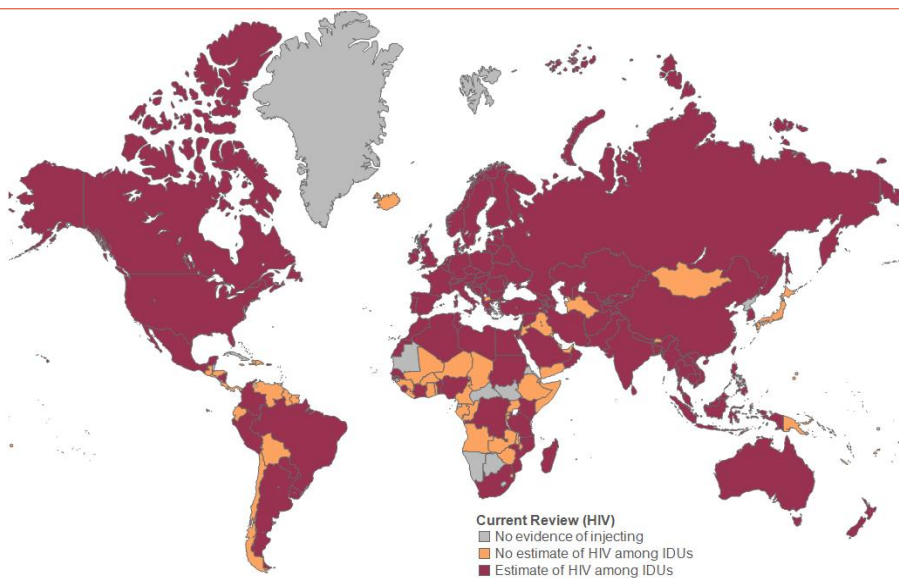 Current Review (HIV)
No evidence of injecting
No estimate of HIV among IDUs
Estimate of HIV among IDUs